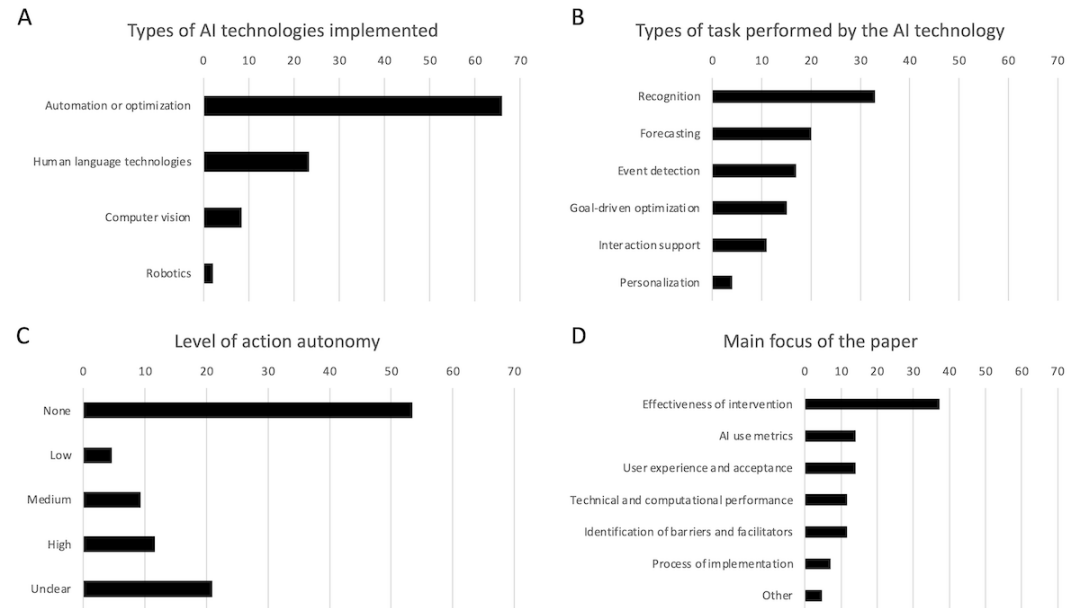 A
Types of AI technologies implemented
0 10 20 30 40 50 60 70
Automation or optimization
Human language technologies
Computer vision
Robotics
B
Types of task performed by the AI technology
0 10 20 30 40 50 60 70
Recognition
Forecasting
Event detection
Goal-driven optimization
Interaction support
Personalization
C
Level of action autonomy
0 10 20 30 40 50 60 70
None
Low
Medium
High
Unclear
D
Main focus of the paper
0 10 20 30 40 50 60 70
Effectiveness of intervention
AI use metrics
User experience and acceptance
Technical and computational performance
Identification of barriers and facilitators
Process of implementation
Other